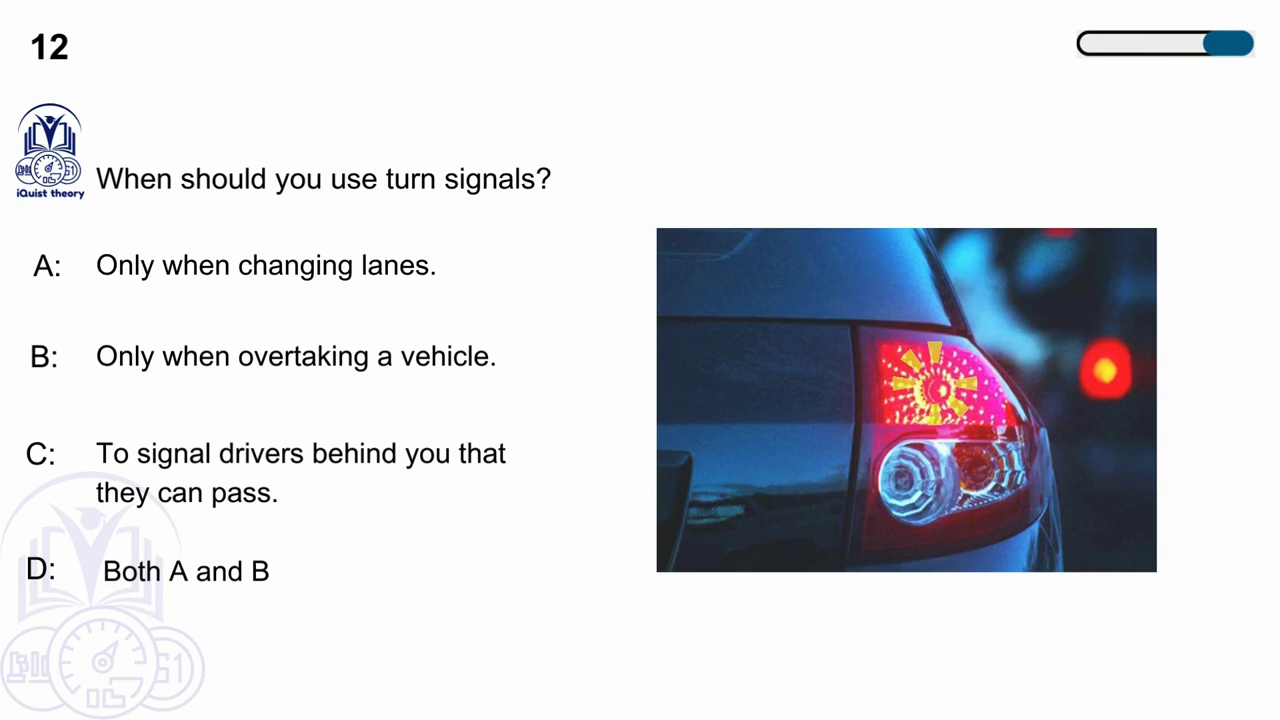 12
iQuist theory
When should you use turn signals?
A: Only when changing lanes.
B: Only when overtaking a vehicle.
C: To signal drivers behind you that
they can pass.
D: Both A and B